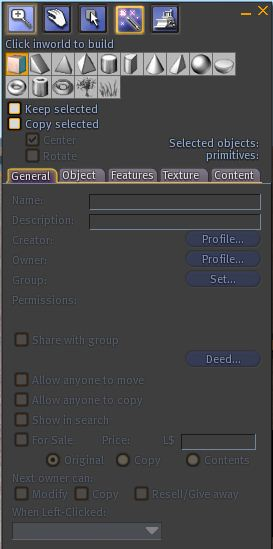 Click inworld to build
Keep selected
Copy selected
Center
Rotate
Selected objects:
primitives:
General Object Features Texture Content
Name:
Description:
Creator: Profile...
Owner: Profile...
Group: Set...
Permissions:
Share with group
Deed...
Allow anyone to move
Allow anyone to copy
Show in search
For Sale Price: L$
Original Copy Contents
Next owner can:
Modify Copy Resell/Give away
When Left-Clicked: